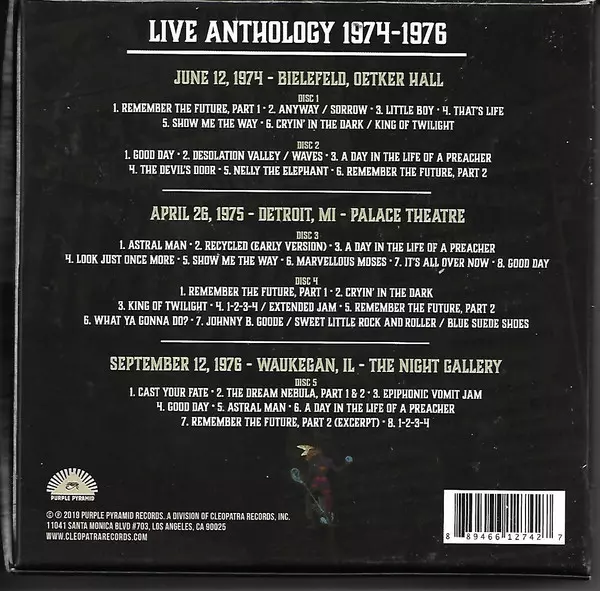 LIVE ANTHOLOGY 1974-1976
JUNE 12, 1974 - BIELEFELD, OETKER HALL
DISC 1
1. REMEMBER THE FUTURE, PART 1 · 2. ANYWAY / SORROW · 3. LITTLE BOY · 4. THAT'S LIFE
5. SHOW ME THE WAY · 6. CRYIN' IN THE DARK / KING OF TWILIGHT
DISC 2
1. GOOD DAY · 2. DESOLATION VALLEY / WAVES · 3. A DAY IN THE LIFE OF A PREACHER
4. THE DEVIL'S DOOR · 5. NELLY THE ELEPHANT · 6. REMEMBER THE FUTURE, PART 2
APRIL 26, 1975 - DETROIT, MI - PALACE THEATRE
DISC 3
1. ASTRAL MAN · 2. RECYCLED (EARLY VERSION) · 3. A DAY IN THE LIFE OF A PREACHER
4. LOOK JUST ONCE MORE · 5. SHOW ME THE WAY · 6. MARVELLOUS MOSES · 7. IT'S ALL OVER NOW · 8. GOOD DAY
DISC 4
1. REMEMBER THE FUTURE, PART 1 · 2. CRYIN' IN THE DARK
3. KING OF TWILIGHT · 4. 1-2-3-4 / EXTENDED JAM · 5. REMEMBER THE FUTURE, PART 2
6. WHAT YA GONNA DO? · 7. JOHNNY B. GOODE / SWEET LITTLE ROCK AND ROLLER / BLUE SUEDE SHOES
SEPTEMBER 12, 1976 - WAUKEGAN, IL - THE NIGHT GALLERY
DISC 5
1. CAST YOUR FATE · 2. THE DREAM NEBULA, PART 1 & 2 · 3. EPIPHONIC VOMIT JAM
4. GOOD DAY · 5. ASTRAL MAN · 6. A DAY IN THE LIFE OF A PREACHER
7. REMEMBER THE FUTURE, PART 2 (EXCERPT) · 8. 1-2-3-4
PURPLE PYRAMID
© ℗ 2019 PURPLE PYRAMID RECORDS. A DIVISION OF CLEOPATRA RECORDS, INC.
11041 SANTA MONICA BLVD #703, LOS ANGELES, CA 90025
WWW.CLEOPATRARECORDS.COM
8 89466 12742 7